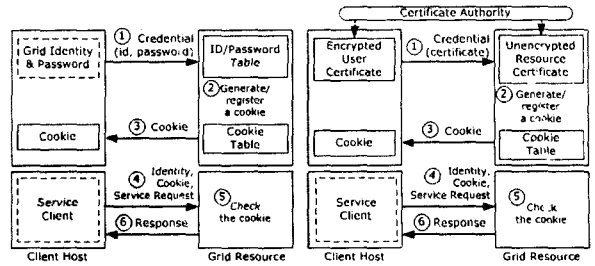 Certificate Authority
Grid Identity
& Password
1 Credential
(id, password)
ID/Password
Table
2 Generate/
register
a cookie
Cookie
3 Cookie
Cookie
Table
Service
Client
4 Identity,
Cookie,
Service Request
5
Check
the cookie
6 Response
Client Host
Grid Resource
Encrypted
User
Certificate
1 Credential
(certificate)
Unencrypted
Resource
Certificate
2 Generate/
register
a cookie
Cookie
3 Cookie
Cookie
Table
Service
Client
4 Identity,
Cookie,
Service Request
5
Check
the cookie
6 Response
Client Host
Grid Resource